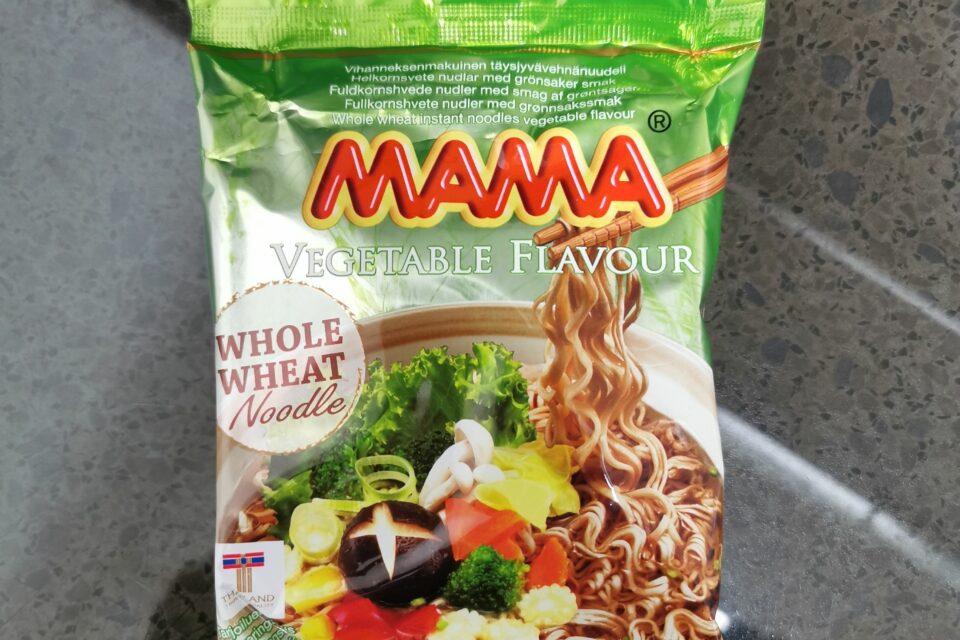 Vihanneksenmakuinen täysjyvävehnänuudeli
Helkornsvete nudlar med grönsaker smak
Fuldkornshvede nudler med smag af grøntsager
Fullkornshvete nudler med grønnsakssmak
Whole wheat instant noodles vegetable flavour
MAMA®
VEGETABLE FLAVOUR
WHOLE
WHEAT
Noodle